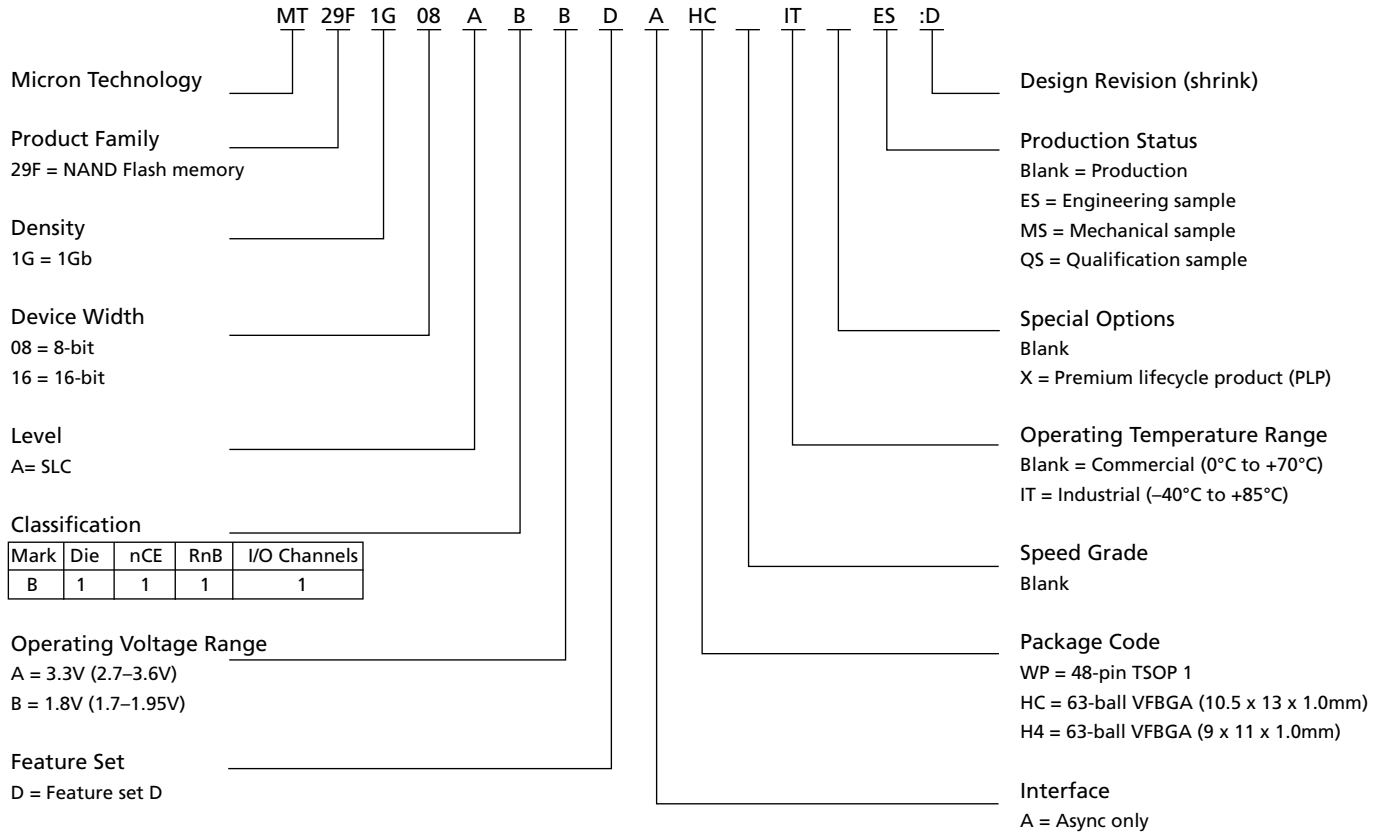 MT 29F 1G 08 A B B D A HC IT ES :D
Micron Technology
Product Family
29F = NAND Flash memory
Density
1G = 1Gb
Device Width
08 = 8-bit
16 = 16-bit
Level
A= SLC
Classification
Mark Die nCE RnB I/O Channels
B 1 1 1 1
Operating Voltage Range
A = 3.3V (2.7–3.6V)
B = 1.8V (1.7–1.95V)
Feature Set
D = Feature set D
Design Revision (shrink)
Production Status
Blank = Production
ES = Engineering sample
MS = Mechanical sample
QS = Qualification sample
Special Options
Blank
X = Premium lifecycle product (PLP)
Operating Temperature Range
Blank = Commercial (0°C to +70°C)
IT = Industrial (–40°C to +85°C)
Speed Grade
Blank
Package Code
WP = 48-pin TSOP 1
HC = 63-ball VFBGA (10.5 x 13 x 1.0mm)
H4 = 63-ball VFBGA (9 x 11 x 1.0mm)
Interface
A = Async only